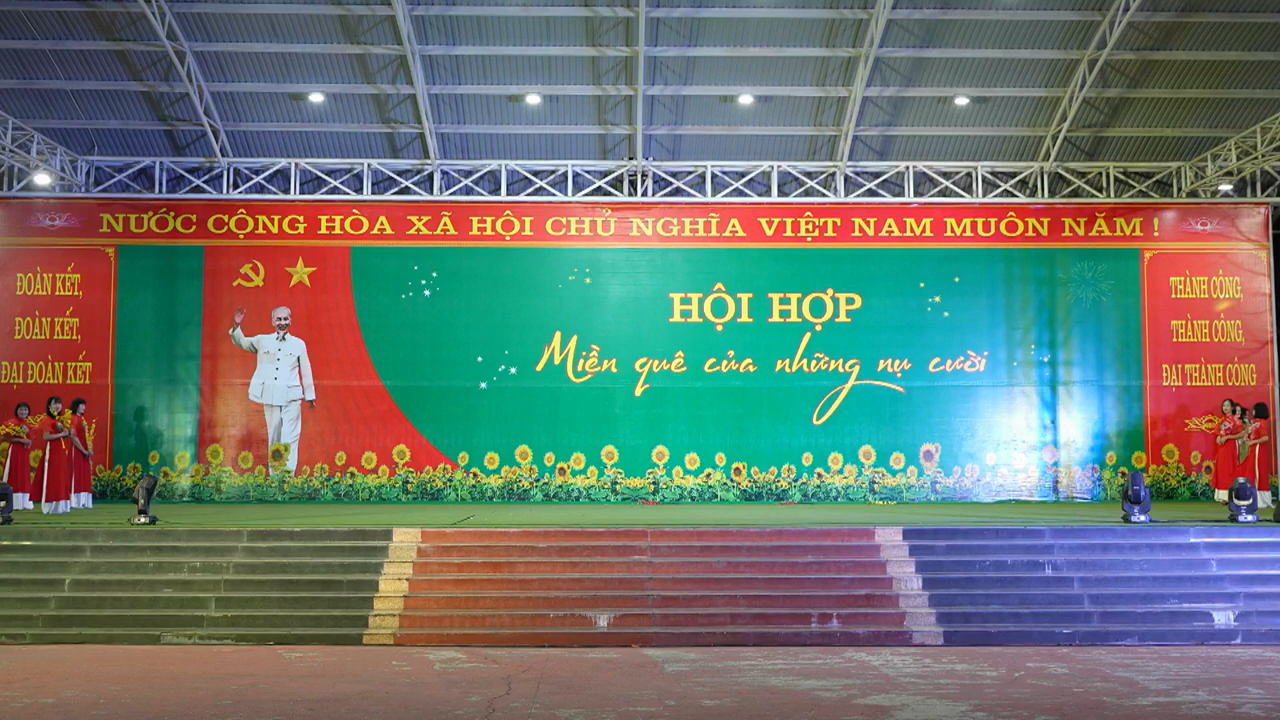 NƯỚC CỘNG HÒA XÃ HỘI CHỦ NGHĨA VIỆT NAM MUÔN NĂM !
ĐOÀN KẾT,
ĐOÀN KẾT,
ĐẠI ĐOÀN KẾT
HỘI HỢP
Miền quê của những nụ cười
THÀNH CÔNG,
THÀNH CÔNG,
ĐẠI THÀNH CÔNG